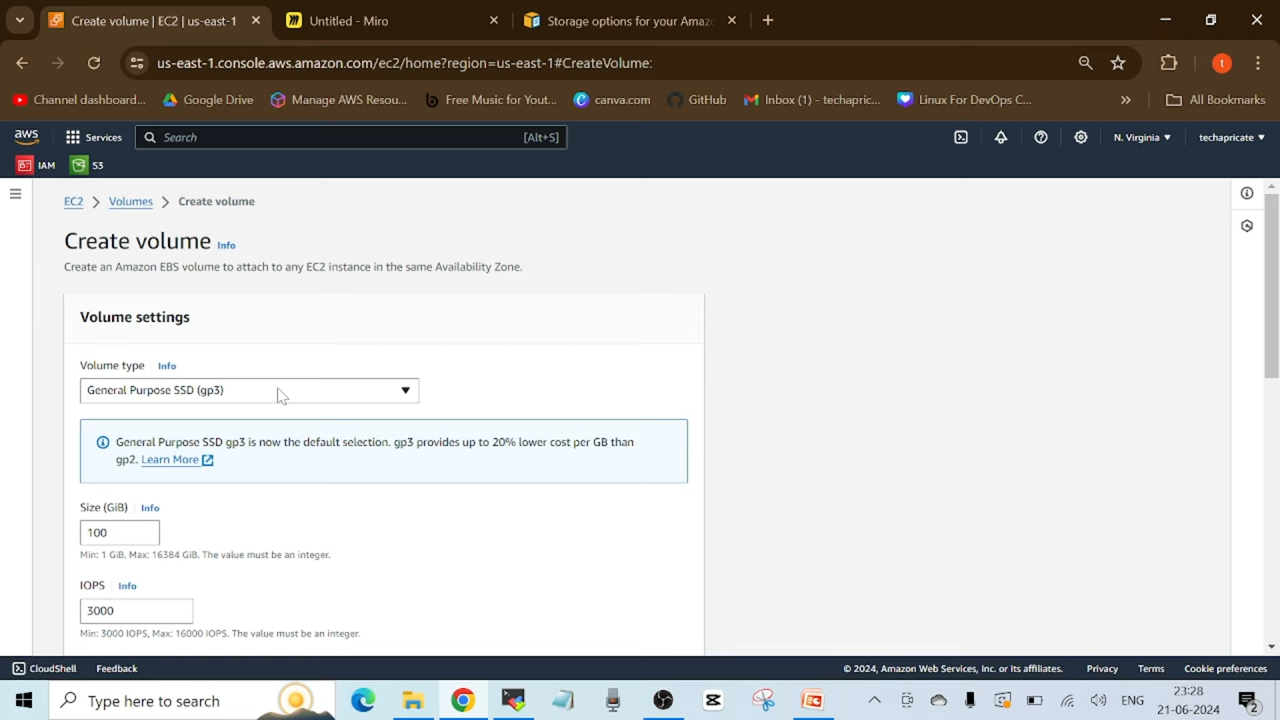 Create volume | EC2 | us-east-1
Untitled - Miro
Storage options for your Amaz
us-east-1.console.aws.amazon.com/ec2/home?region=us-east-1#CreateVolume:
t
Channel dashboard...
Google Drive
Manage AWS Resou...
Free Music for Yout...
canva.com
GitHub
Inbox (1) - techapric...
Linux For DevOps C...
All Bookmarks
aws
Services
Search
[Alt+S]
N. Virginia
techapricate
IAM
S3
EC2 > Volumes > Create volume
Create volume Info
Create an Amazon EBS volume to attach to any EC2 instance in the same Availability Zone.
Volume settings
Volume type Info
General Purpose SSD (gp3)
General Purpose SSD gp3 is now the default selection. gp3 provides up to 20% lower cost per GB than
gp2. Learn More
Size (GiB) Info
100
Min: 1 GiB, Max: 16384 GiB. The value must be an integer.
IOPS Info
3000
Min: 3000 IOPS, Max: 16000 IOPS. The value must be an integer.
CloudShell
Feedback
© 2024, Amazon Web Services, Inc. or its affiliates.
Privacy
Terms
Cookie preferences
Type here to search
ENG
23:28
21-06-2024
2